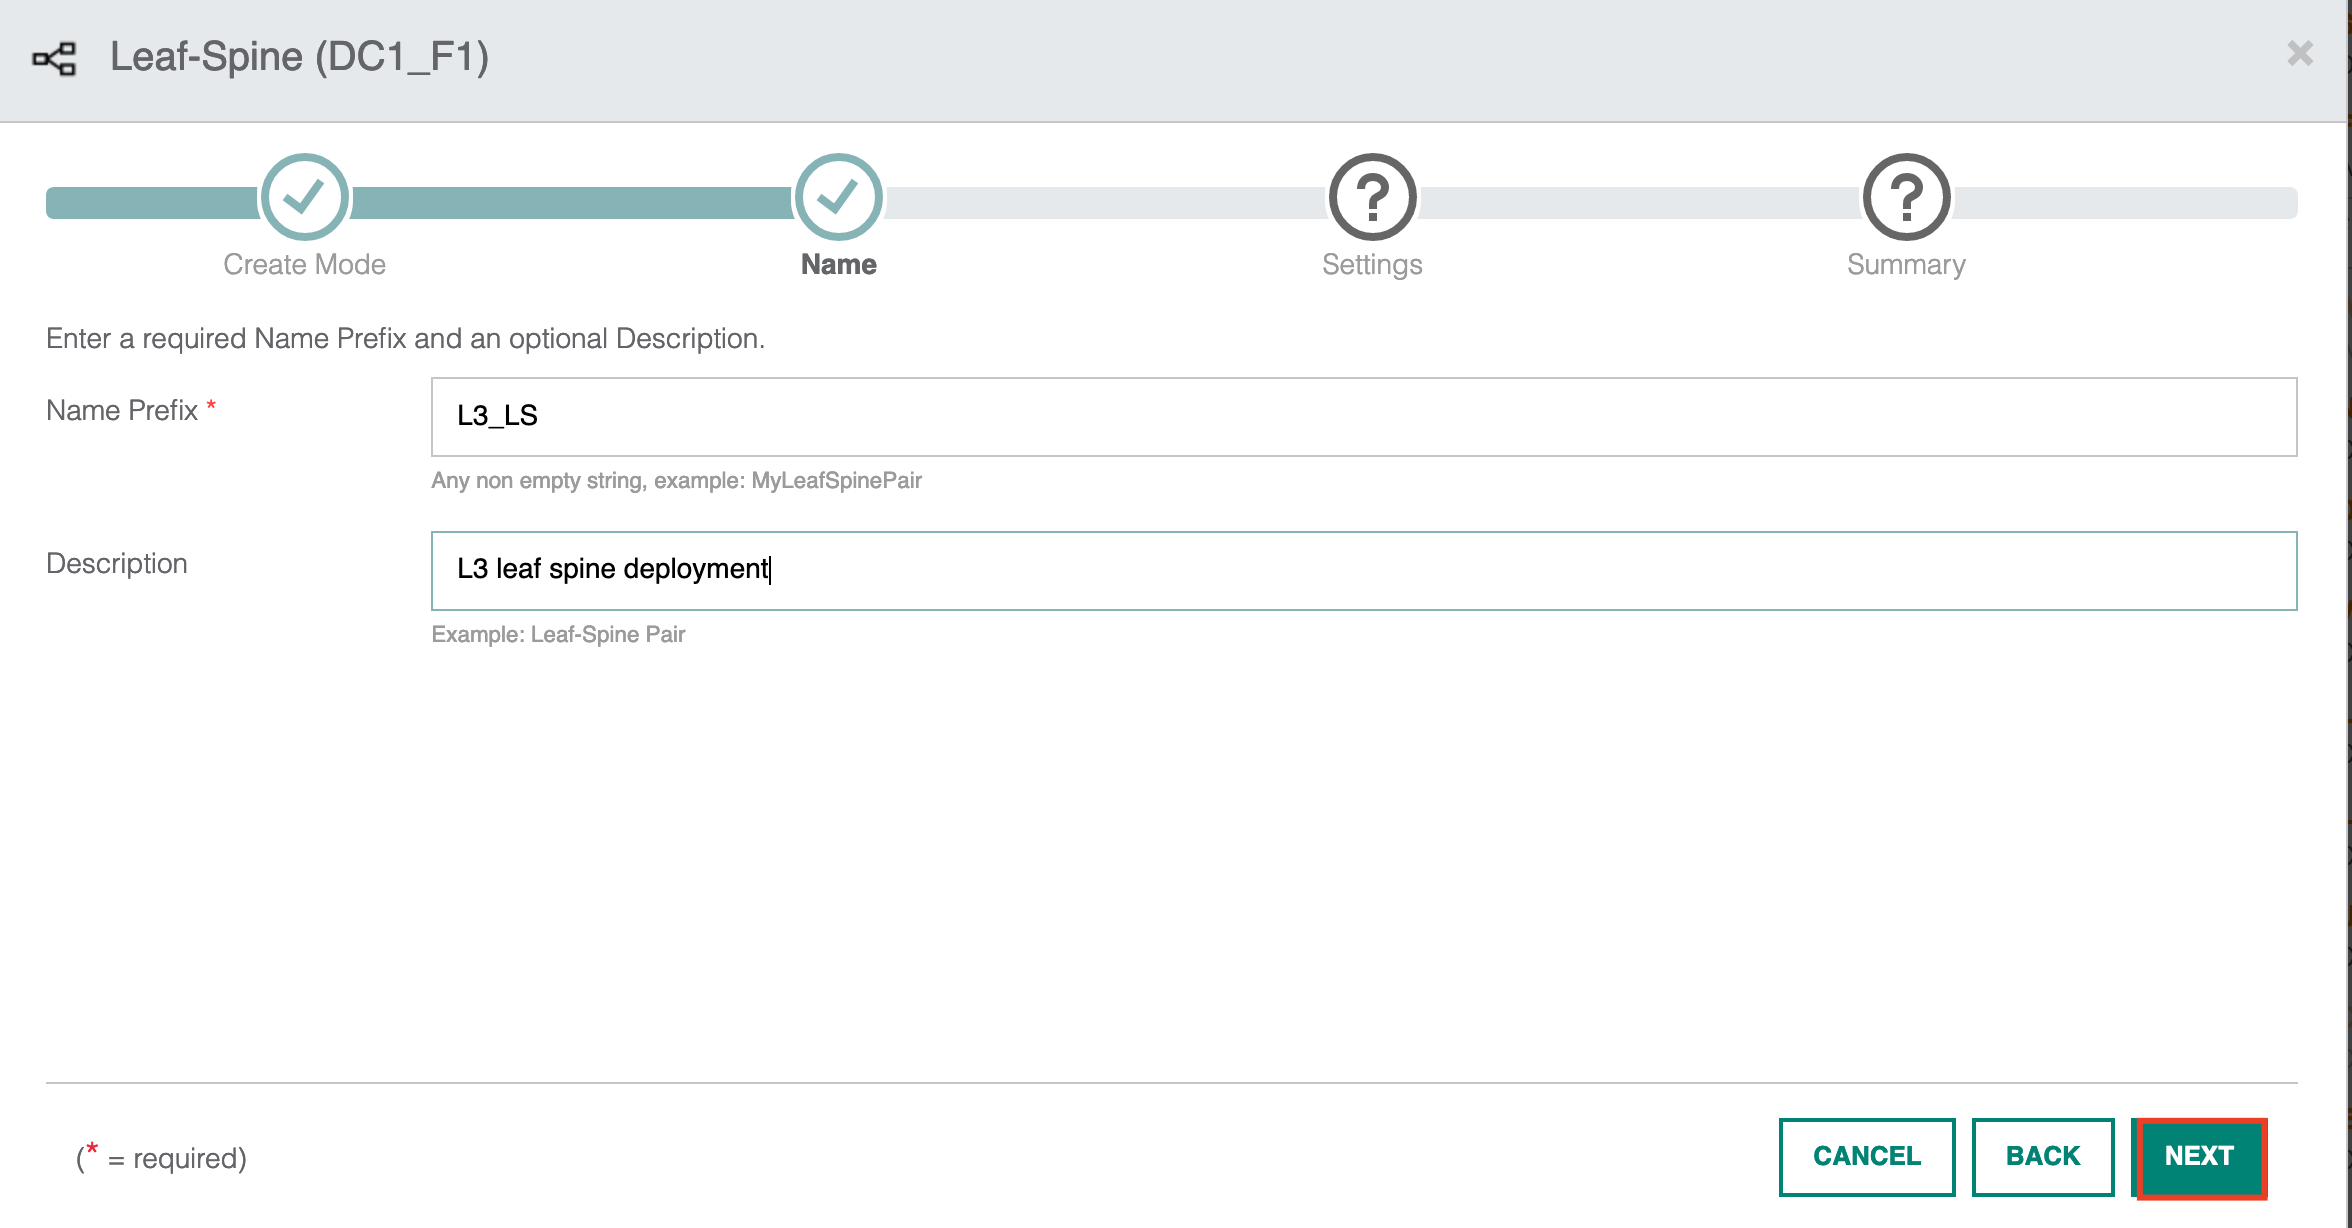 Leaf-Spine (DC1_F1)
Create Mode
Name
Settings
Summary
Enter a required Name Prefix and an optional Description.
Name Prefix *
L3_LS
Any non empty string, example: MyLeafSpinePair
Description
L3 leaf spine deployment
Example: Leaf-Spine Pair
(* = required)
CANCEL
BACK
NEXT